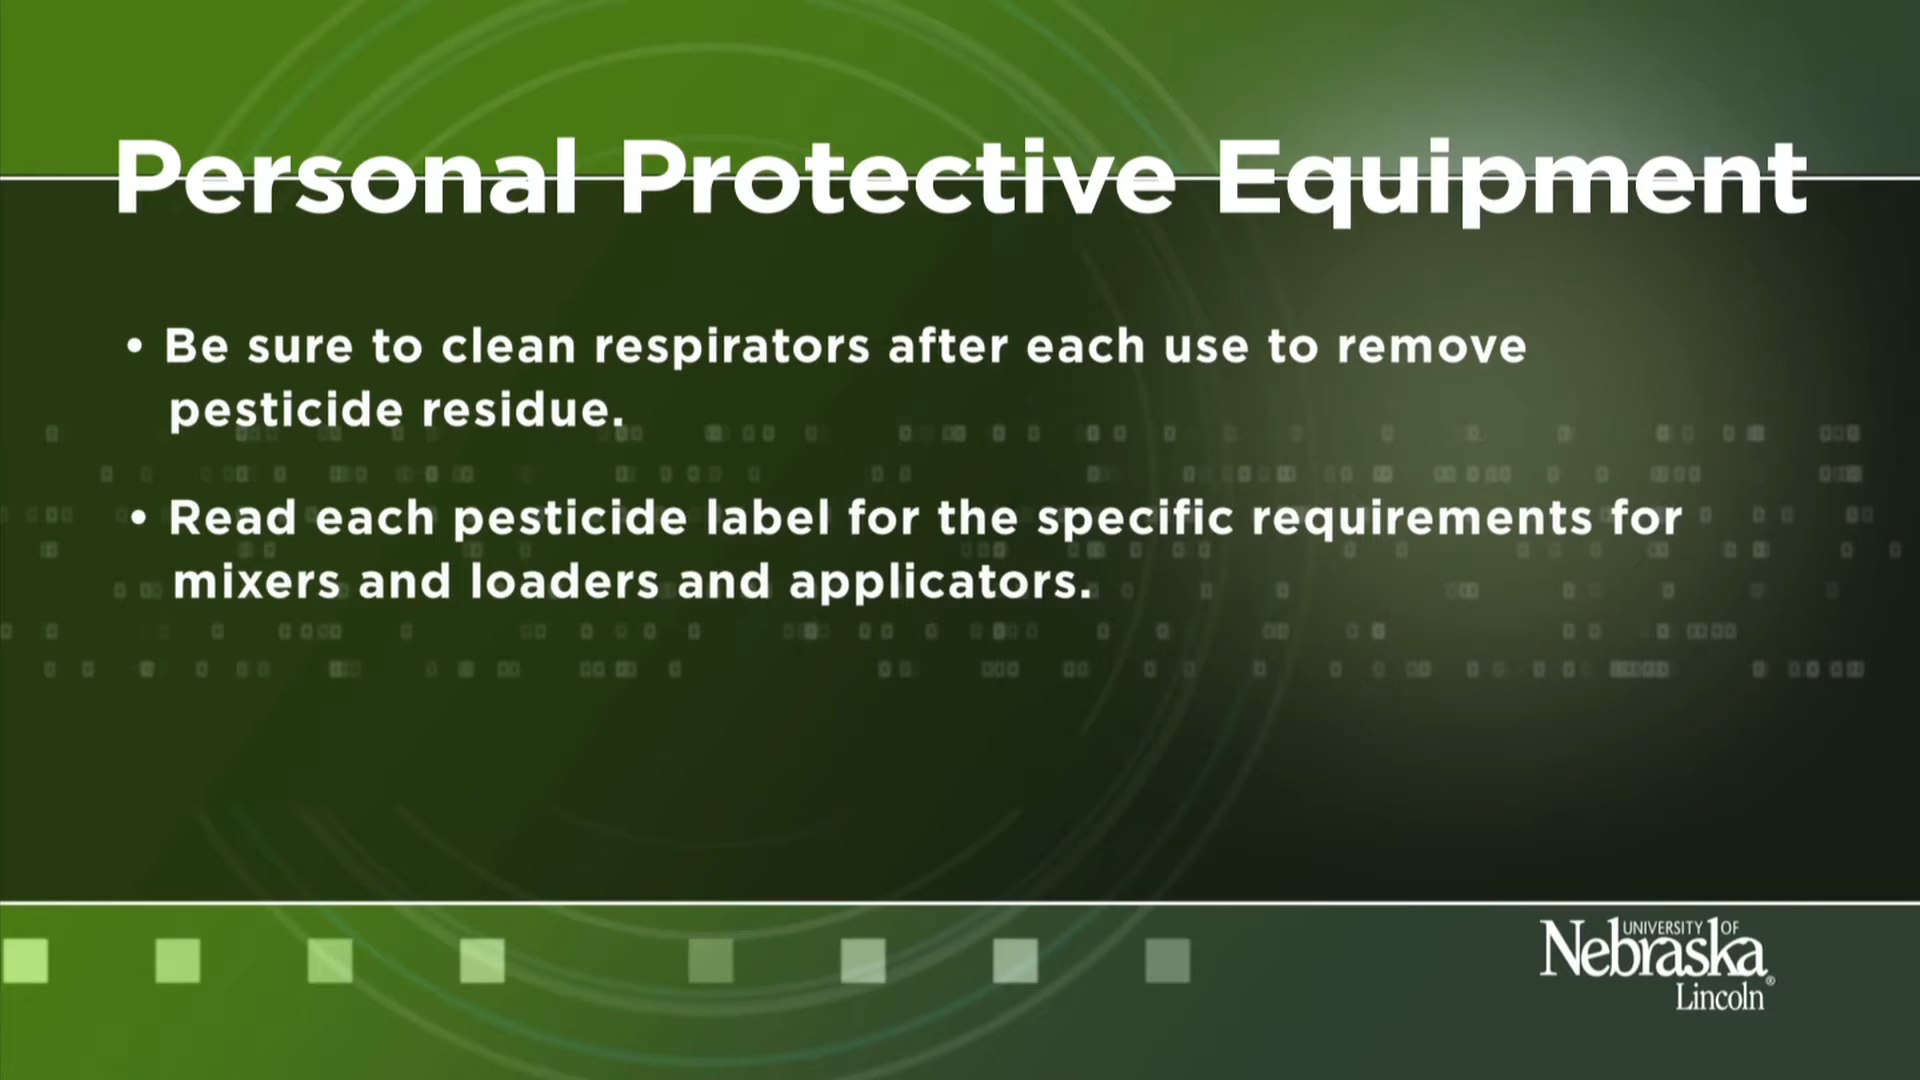 Personal Protective Equipment
• Be sure to clean respirators after each use to remove
pesticide residue.
• Read each pesticide label for the specific requirements for
mixers and loaders and applicators.
UNIVERSITY OF
Nebraska®
Lincoln